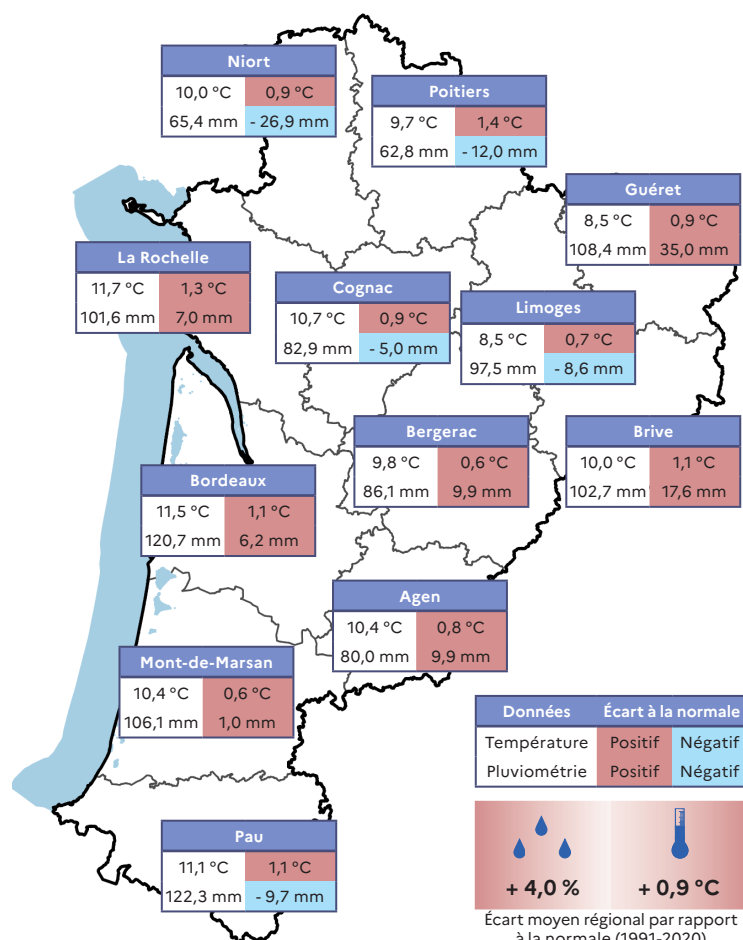 Niort
10,0 °C 0,9 °C
65,4 mm - 26,9 mm
Poitiers
9,7 °C 1,4 °C
62,8 mm - 12,0 mm
Guéret
8,5 °C 0,9 °C
108,4 mm 35,0 mm
La Rochelle
11,7 °C 1,3 °C
101,6 mm 7,0 mm
Cognac
10,7 °C 0,9 °C
82,9 mm - 5,0 mm
Limoges
8,5 °C 0,7 °C
97,5 mm - 8,6 mm
Bergerac
9,8 °C 0,6 °C
86,1 mm 9,9 mm
Brive
10,0 °C 1,1 °C
102,7 mm 17,6 mm
Bordeaux
11,5 °C 1,1 °C
120,7 mm 6,2 mm
Agen
10,4 °C 0,8 °C
80,0 mm 9,9 mm
Mont-de-Marsan
10,4 °C 0,6 °C
106,1 mm 1,0 mm
Pau
11,1 °C 1,1 °C
122,3 mm - 9,7 mm
Données Écart à la normale
Température Positif Négatif
Pluviométrie Positif Négatif
+ 4,0 % + 0,9 °C
Écart moyen régional par rapport
à la normale (1991-2020)